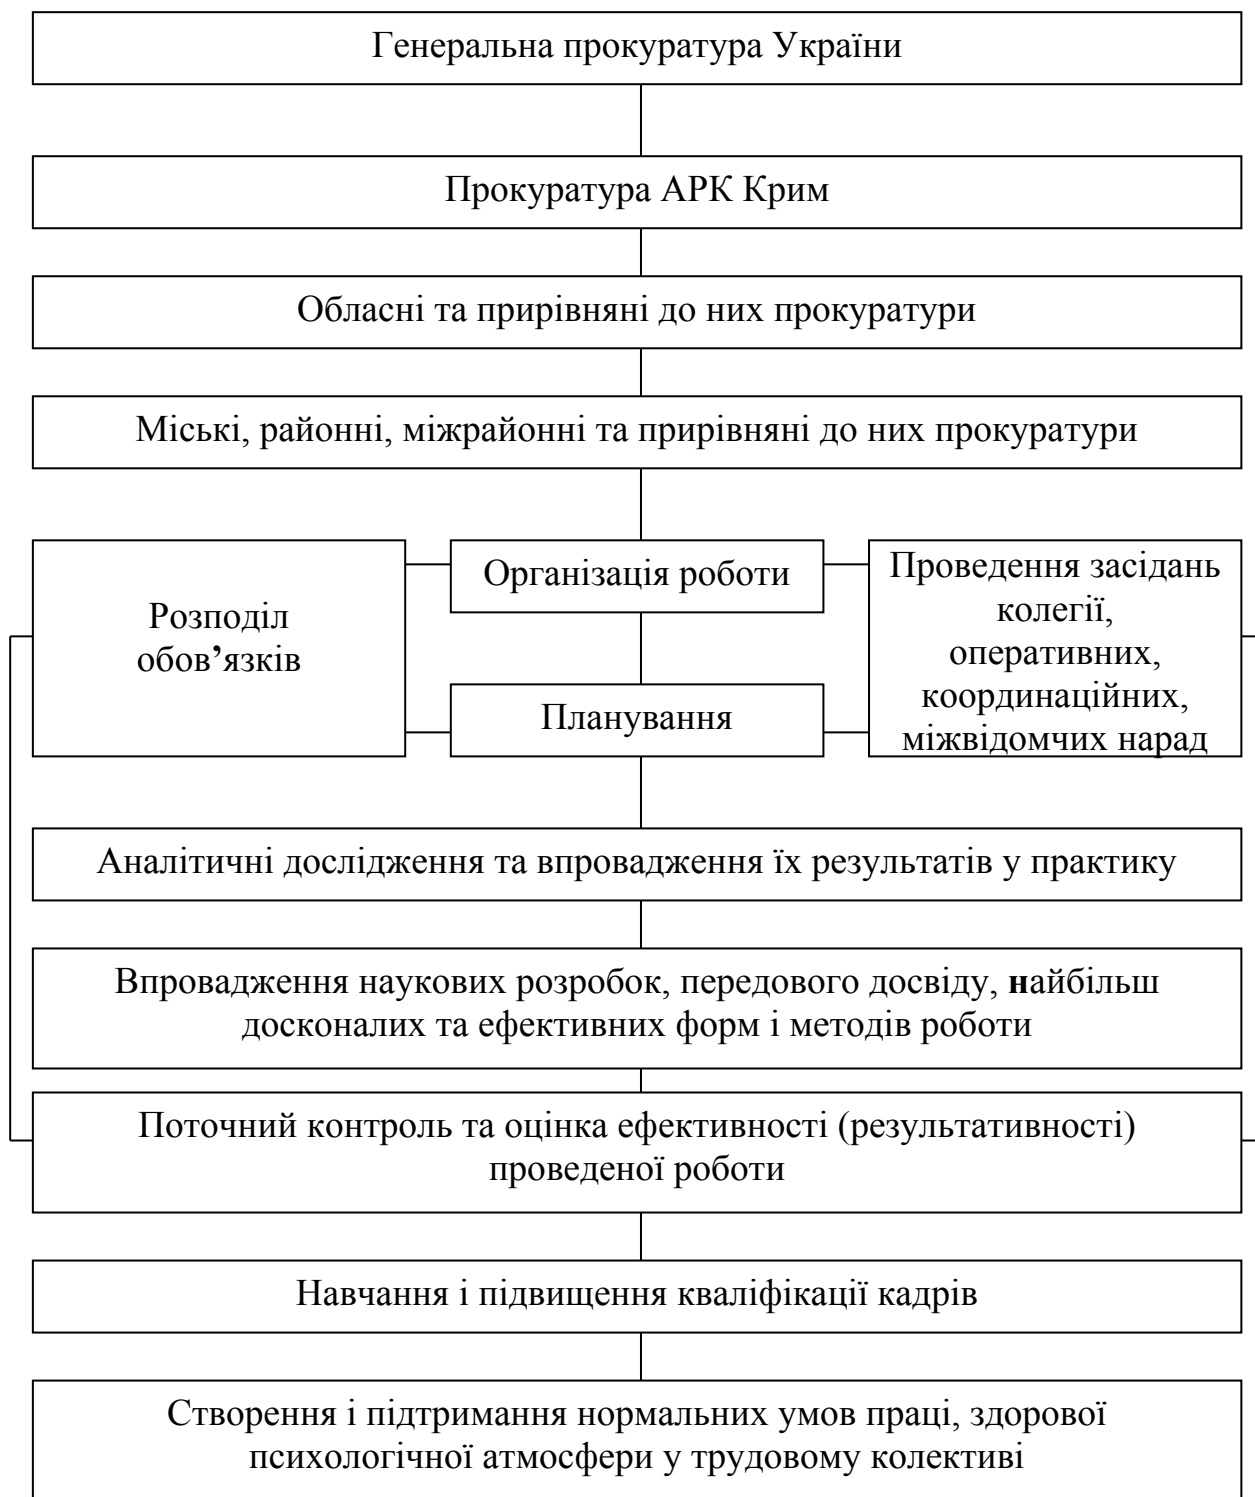 Генеральна прокуратура України
Прокуратура АРК Крим
Обласні та прирівняні до них прокуратури
Міські, районні, міжрайонні та прирівняні до них прокуратури
Розподіл
обов’язків
Організація роботи
Планування
Проведення засідань
колегії,
оперативних,
координаційних,
міжвідомчих нарад
Аналітичні дослідження та впровадження їх результатів у практику
Впровадження наукових розробок, передового досвіду, найбільш
досконалих та ефективних форм і методів роботи
Поточний контроль та оцінка ефективності (результативності)
проведеної роботи
Навчання і підвищення кваліфікації кадрів
Створення і підтримання нормальних умов праці, здорової
психологічної атмосфери у трудовому колективі